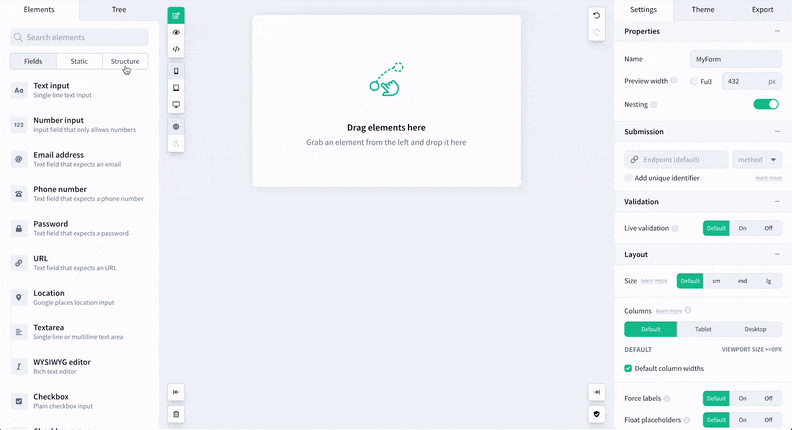 Elements
Tree
Search elements
Fields
Static
Structure
Aa
Text input
Single line text input
123
Number input
Input field that only allows numbers
@
Email address
Text field that expects an email
Phone number
Text field that expects a phone number
Password
Text field that expects a password
URL
Text field that expects an URL
Location
Google places location input
Textarea
Single line or multiline text area
I
WYSIWYG editor
Rich text editor
Checkbox
Plain checkbox input
Drag elements here
Grab an element from the left and drop it here
Settings
Theme
Export
Properties
Name
MyForm
Preview width
Full
432
px
Nesting
Submission
Endpoint (default)
method
Add unique identifier
learn more
Validation
Live validation
Default
On
Off
Layout
Size
learn more
Default
sm
md
lg
Columns
learn more
Default
Tablet
Desktop
DEFAULT
VIEWPORT SIZE >=0PX
Default column widths
Force labels
Default
On
Off
Float placeholders
Default
On
Off